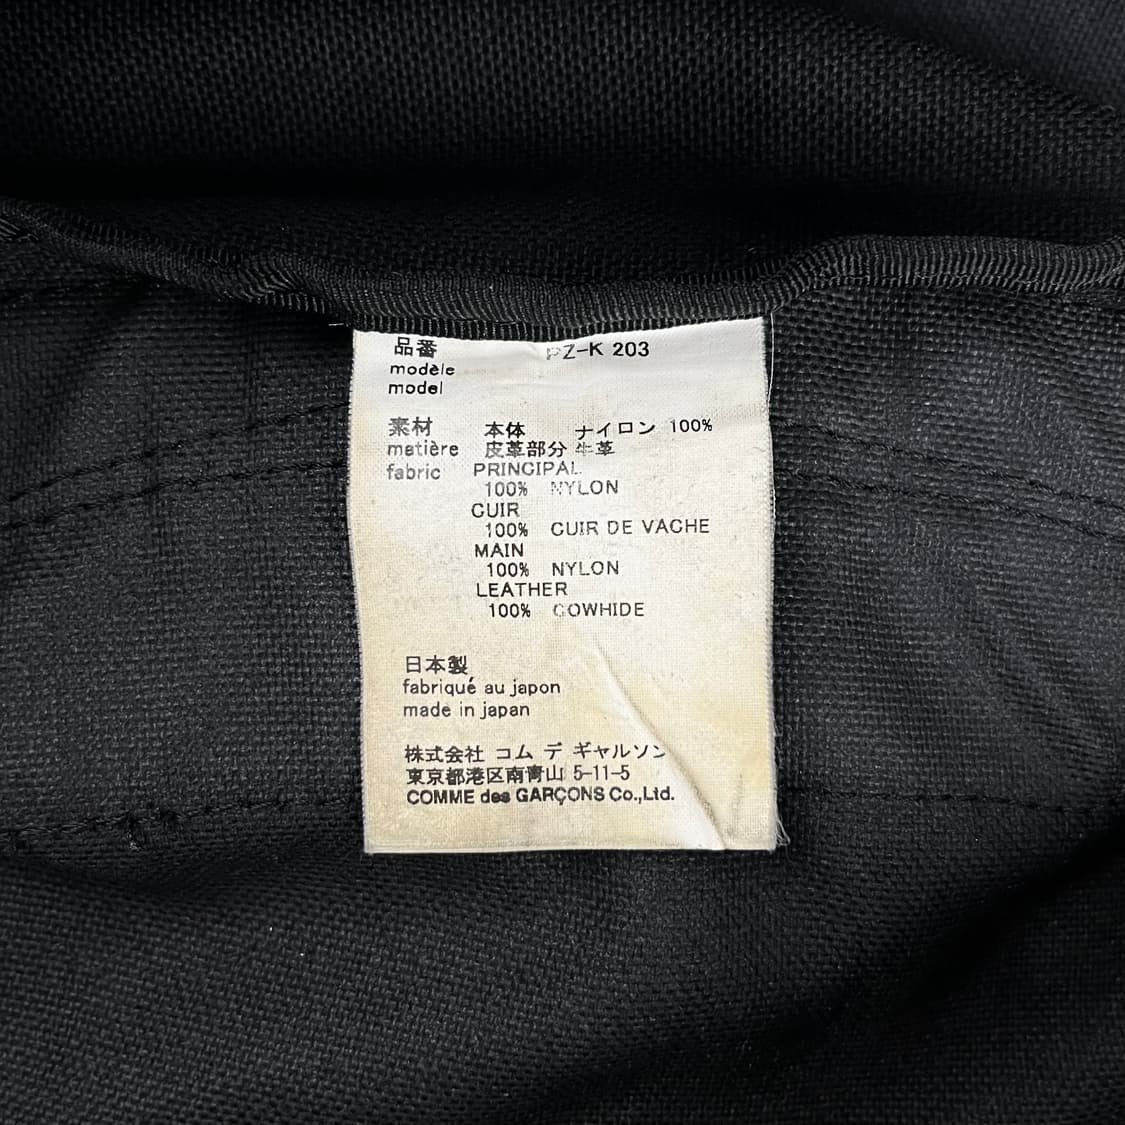 品番 PZ-K 203
modèle
model
素材 本体 ナイロン 100%
matière 皮革部分 牛革
fabric PRINCIPAL
100% NYLON
CUIR
100% CUIR DE VACHE
MAIN
100% NYLON
LEATHER
100% COWHIDE
日本製
fabriqué au japon
made in japan
株式会社 コム デ ギャルソン
東京都港区南青山 5-11-5
COMME des GARÇONS Co.,Ltd.